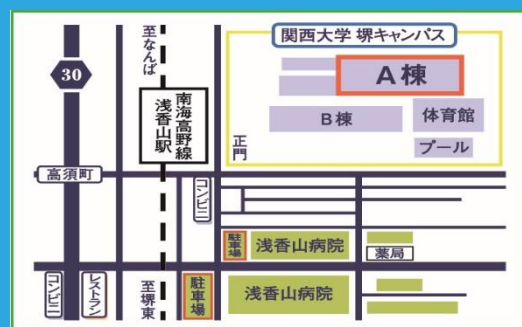 関西大学 堺キャンパス
A棟
B棟
体育館
プール
正門
至なんば
30
南海高野線
浅香山駅
高須町
コンビニ
駐車場
浅香山病院
薬局
コンビニ
レストラン
至堺東
駐車場
浅香山病院